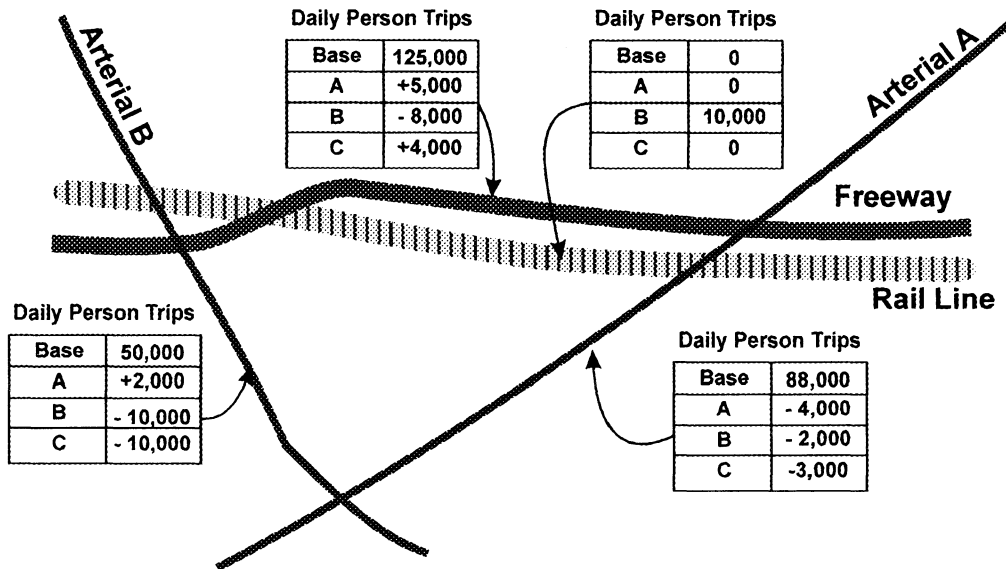 Daily Person Trips
Base 125,000
A +5,000
B - 8,000
C +4,000
Daily Person Trips
Base 0
A 0
B 10,000
C 0
Arterial B
Arterial A
Freeway
Rail Line
Daily Person Trips
Base 50,000
A +2,000
B - 10,000
C - 10,000
Daily Person Trips
Base 88,000
A - 4,000
B - 2,000
C -3,000